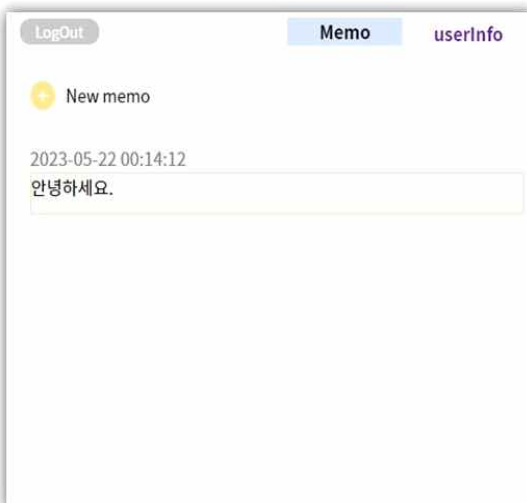 LogOut Memo userInfo
+ New memo
2023-05-22 00:14:12
안녕하세요.